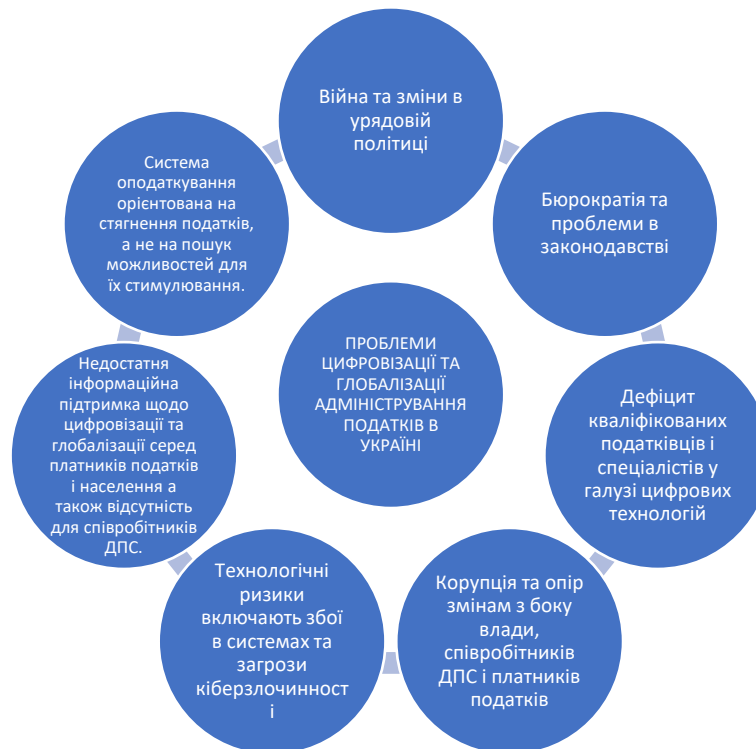 Війна та зміни в
урядовій
політиці
Бюрократія та
проблеми в
законодавстві
Дефіцит
кваліфікованих
податківців і
спеціалістів у
галузі цифрових
технологій
Корупція та опір
змінам з боку
влади,
співробітників
ДПС і платників
податків
Технологічні
ризики
включають збої
в системах та
загрози
кіберзлочинност
і
Недостатня
інформаційна
підтримка щодо
цифровізації та
глобалізації серед
платників податків
і населення а
також відсутність
для співробітників
ДПС.
Система
оподаткування
орієнтована на
стягнення податків,
а не на пошук
можливостей для
їх стимулювання.
ПРОБЛЕМИ
ЦИФРОВІЗАЦІЇ ТА
ГЛОБАЛІЗАЦІЇ
АДМІНІСТРУВАННЯ
ПОДАТКІВ В
УКРАЇНІ